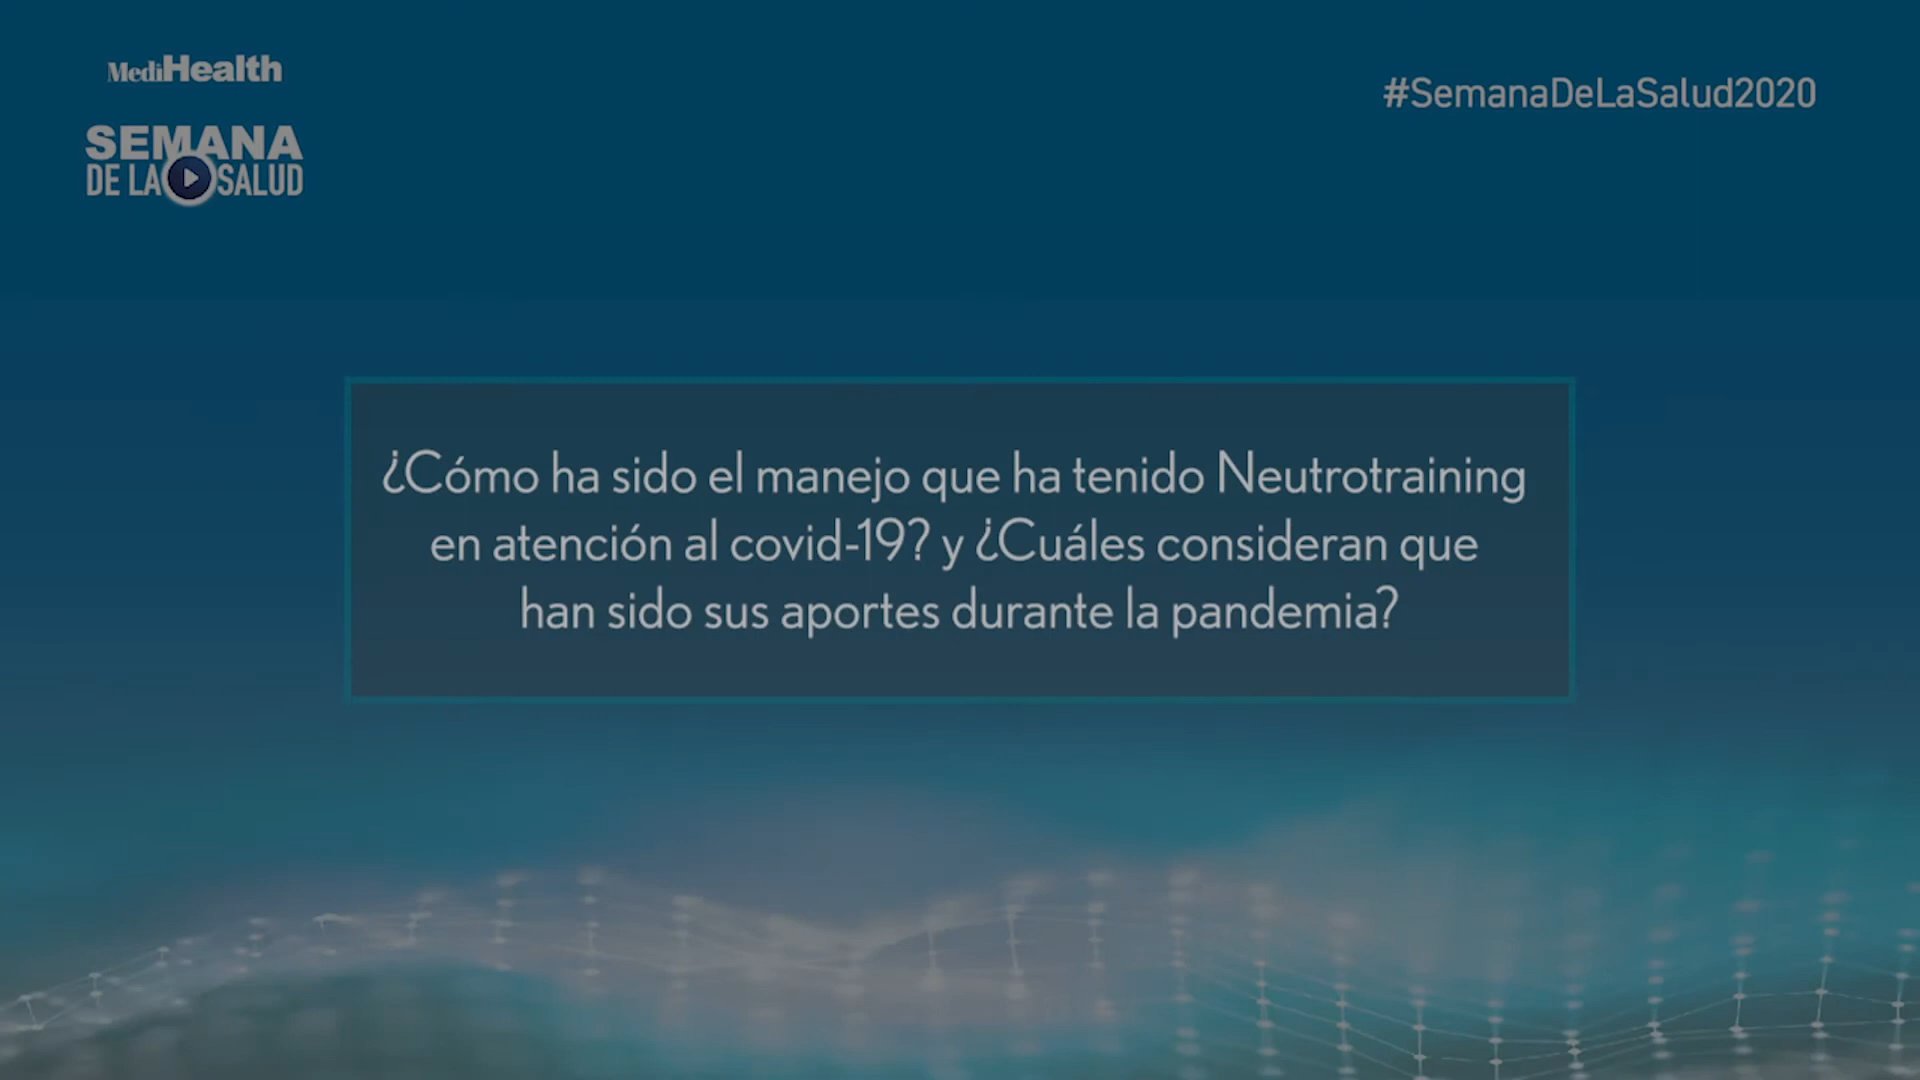 MediHealth
#SemanaDeLaSalud2020
SEMANA
DE LA SALUD
¿Cómo ha sido el manejo que ha tenido Neutrotraining
en atención al covid-19? y ¿Cuáles consideran que
han sido sus aportes durante la pandemia?